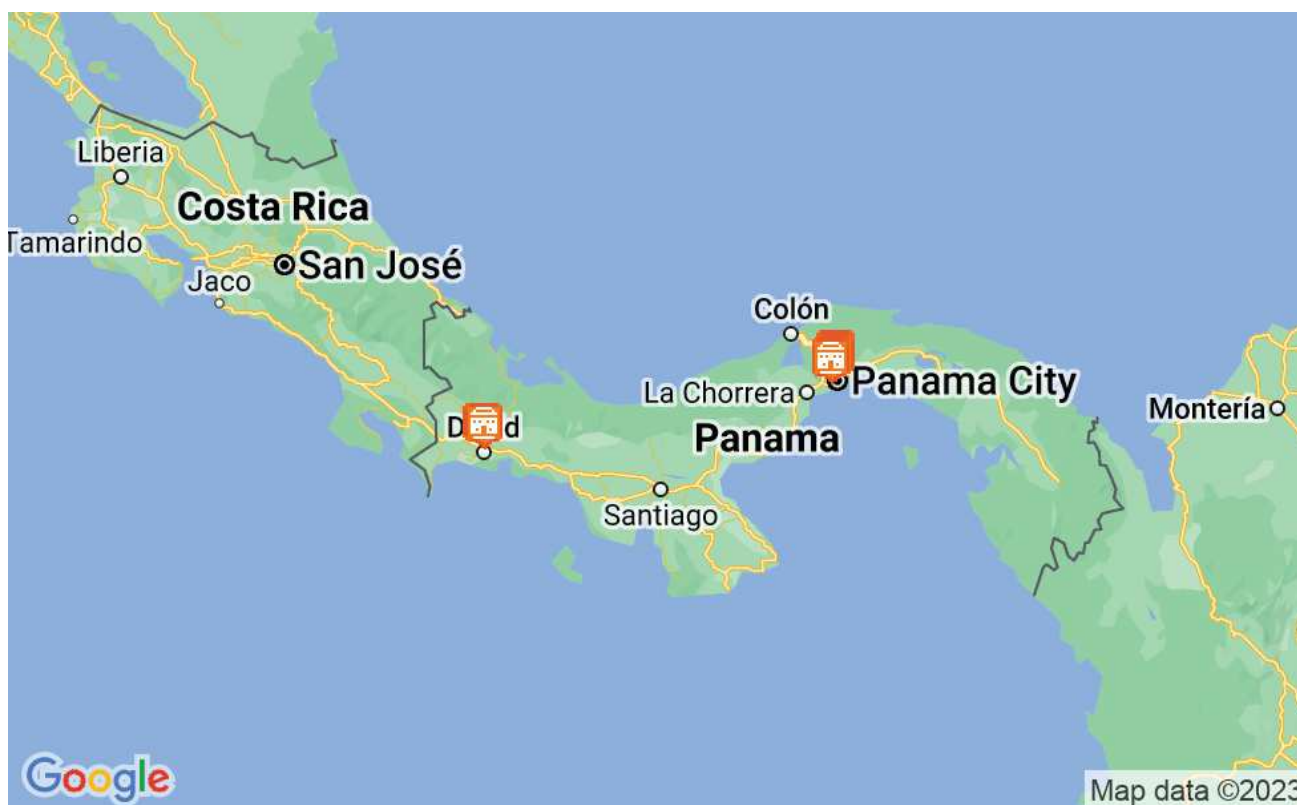 Liberia
Costa Rica
Tamarindo
San José
Jaco
Colón
La Chorrera
Panama City
Montería
Panama
Santiago
Google
Map data ©2023